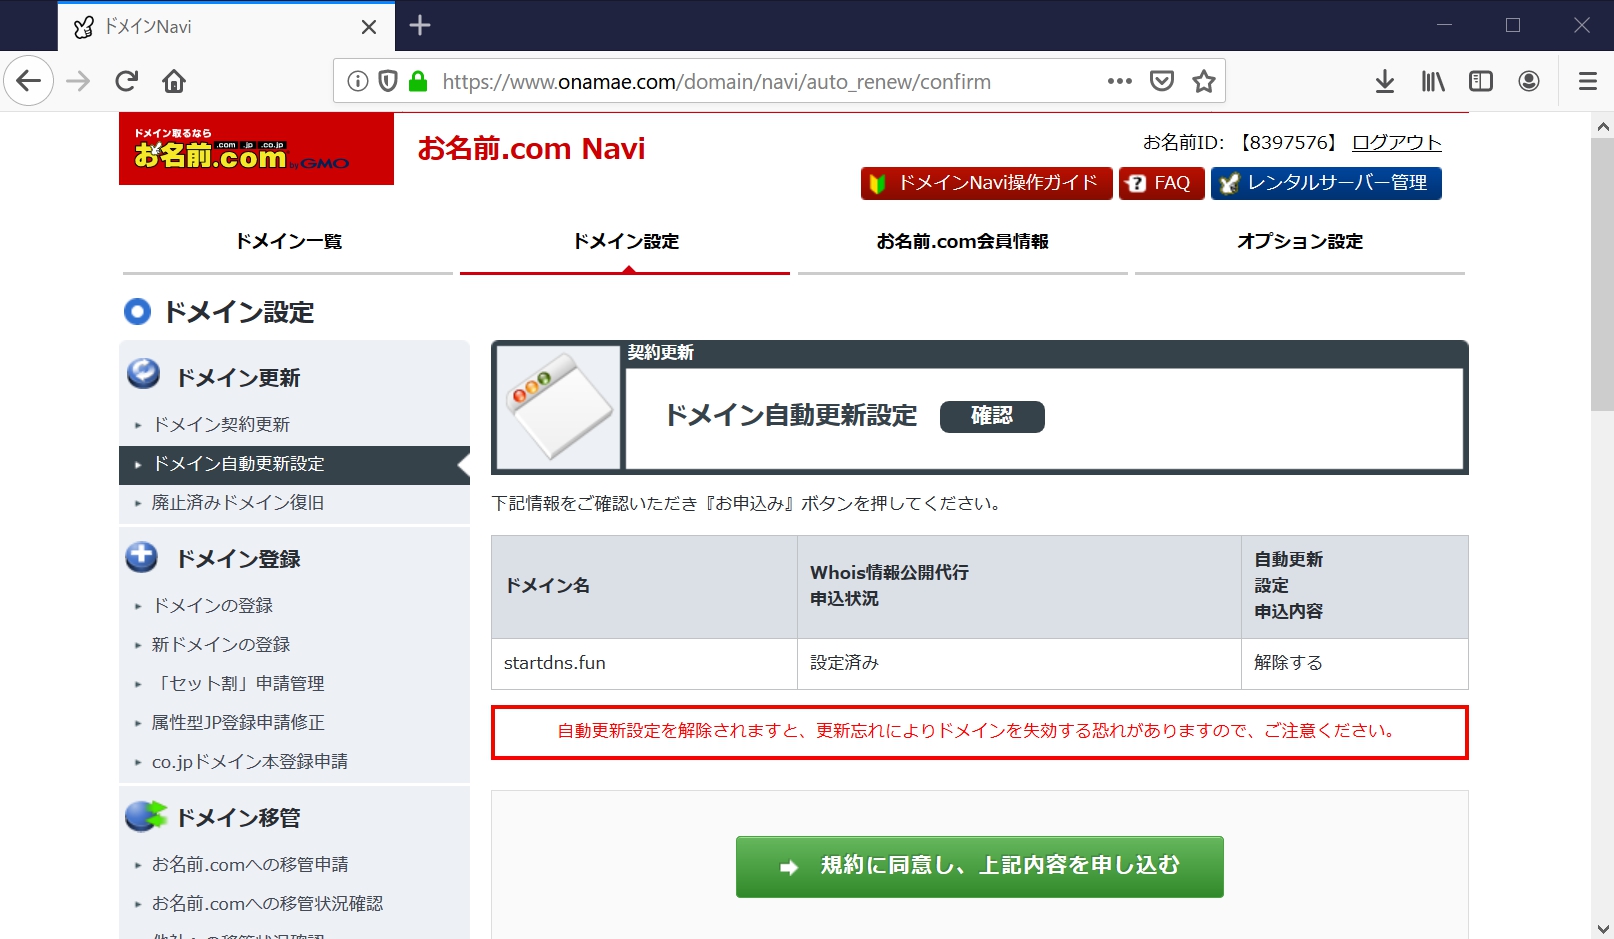 ドメインNavi
https://www.onamae.com/domain/navi/auto_renew/confirm
ドメイン取るなら
.com .jp .co.jp
お名前.com by GMO
お名前.com Navi
お名前ID: 【8397576】 ログアウト
ドメインNavi操作ガイド
FAQ
レンタルサーバー管理
ドメイン一覧
ドメイン設定
お名前.com会員情報
オプション設定
ドメイン設定
ドメイン更新
ドメイン契約更新
ドメイン自動更新設定
廃止済みドメイン復旧
ドメイン登録
ドメインの登録
新ドメインの登録
「セット割」申請管理
属性型JP登録申請修正
co.jpドメイン本登録申請
ドメイン移管
お名前.comへの移管申請
お名前.comへの移管状況確認
契約更新
ドメイン自動更新設定 確認
下記情報をご確認いただき『お申込み』ボタンを押してください。
ドメイン名
Whois情報公開代行
申込状況
自動更新
設定
申込内容
startdns.fun 設定済み 解除する
自動更新設定を解除されますと、更新忘れによりドメインを失効する恐れがありますので、ご注意ください。
規約に同意し、上記内容を申し込む